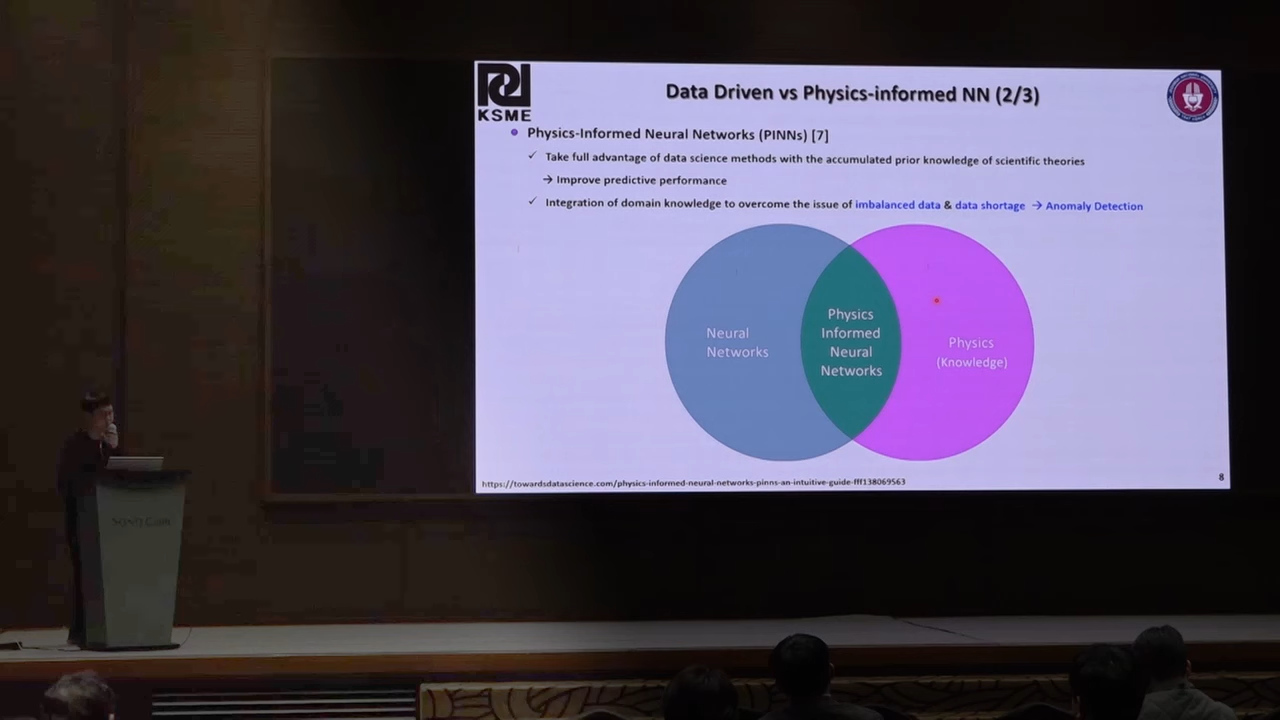 KSME
Data Driven vs Physics-informed NN (2/3)
Physics-Informed Neural Networks (PINNs) [7]
✓ Take full advantage of data science methods with the accumulated prior knowledge of scientific theories
→ Improve predictive performance
✓ Integration of domain knowledge to overcome the issue of imbalanced data & data shortage → Anomaly Detection
Neural
Networks
Physics
Informed
Neural
Networks
Physics
(Knowledge)
https://towardsdatascience.com/physics-informed-neural-networks-pinns-an-intuitive-guide-fff138069563
8